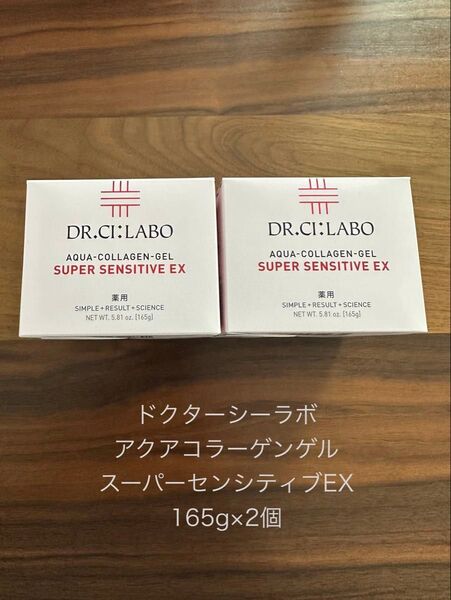 DR.CI:LABO
AQUA-COLLAGEN-GEL
SUPER SENSITIVE EX
薬用
SIMPLE+RESULT+SCIENCE
NET WT. 5.81 oz. [165g]
DR.CI:LABO
AQUA-COLLAGEN-GEL
SUPER SENSITIVE EX
薬用
SIMPLE+RESULT+SCIENCE
NET WT. 5.81 oz. [165g]
ドクターシーラボ
アクアコラーゲンゲル
スーパーセンシティブEX
165g×2個